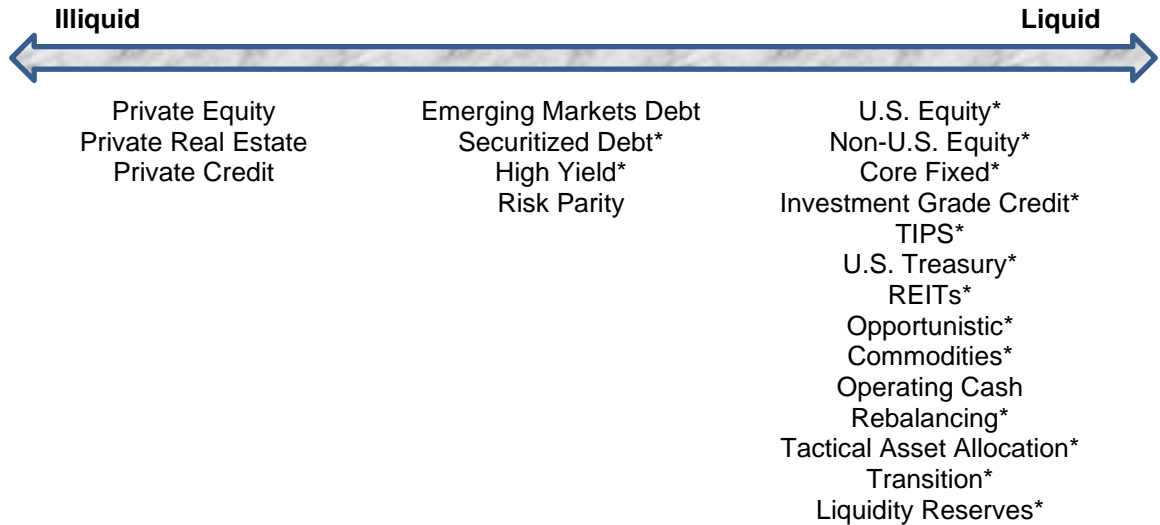 Illiquid
Liquid
Private Equity
Private Real Estate
Private Credit
Emerging Markets Debt
Securitized Debt*
High Yield*
Risk Parity
U.S. Equity*
Non-U.S. Equity*
Core Fixed*
Investment Grade Credit*
TIPS*
U.S. Treasury*
REITs*
Opportunistic*
Commodities*
Operating Cash
Rebalancing*
Tactical Asset Allocation*
Transition*
Liquidity Reserves*